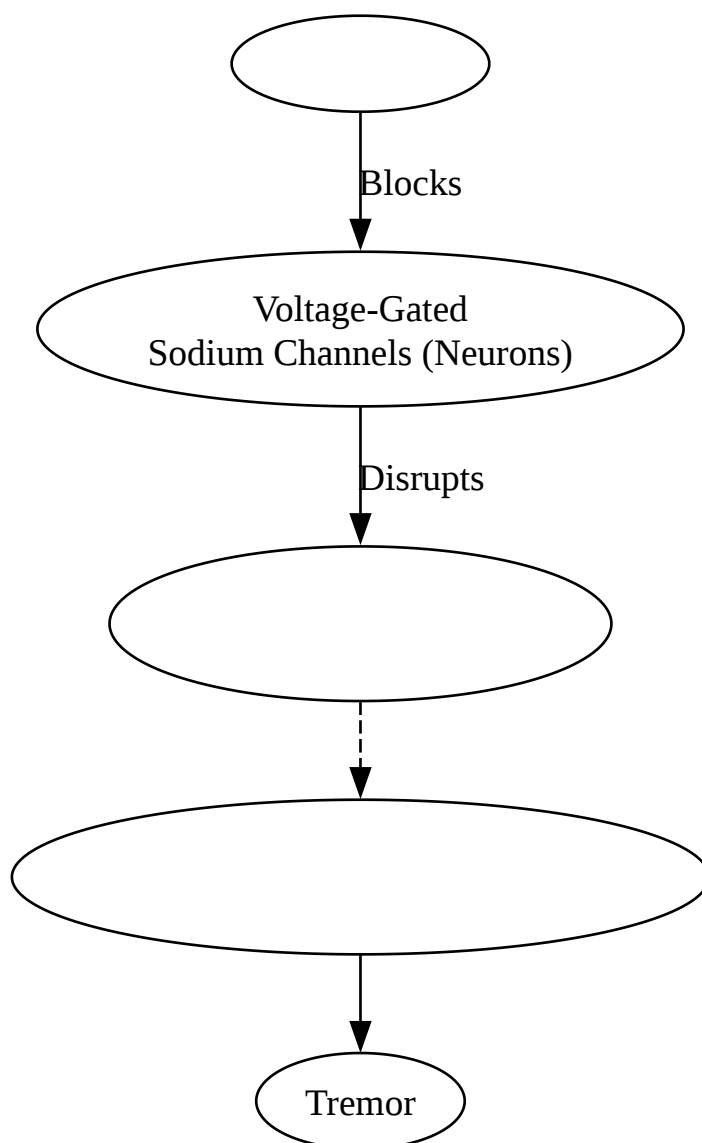 Blocks
Voltage-Gated
Sodium Channels (Neurons)
Disrupts
Tremor